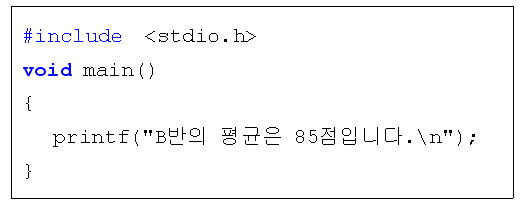 #include <stdio.h>
void main()
{
printf("B반의 평균은 85점입니다.\n");
}